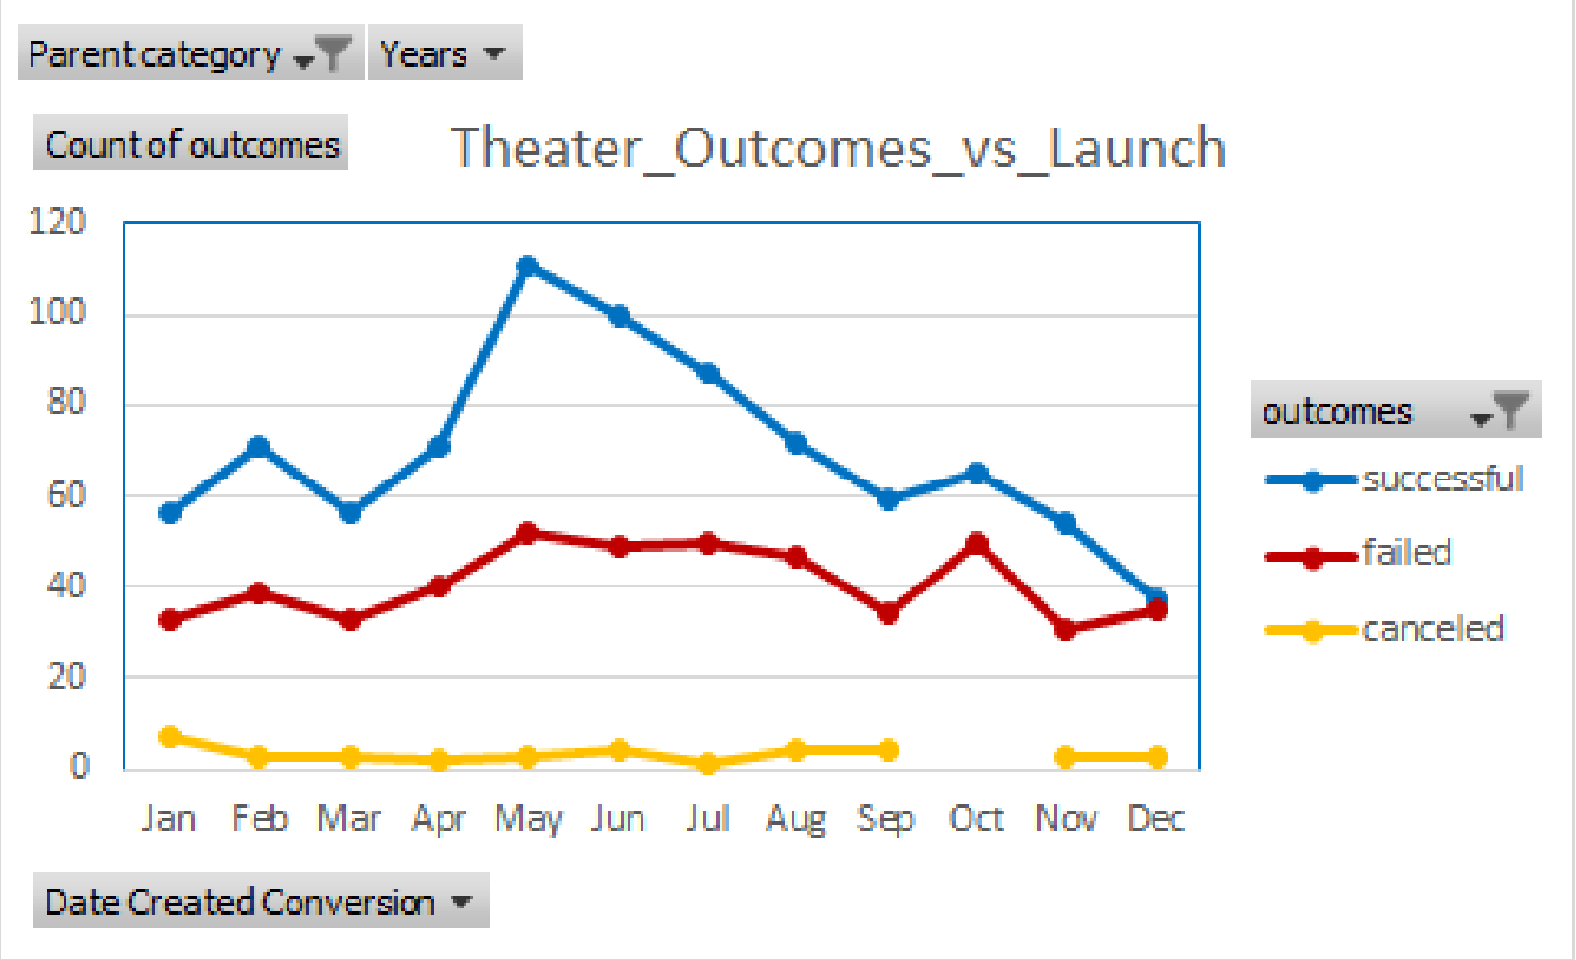 Parent category Years
Count of outcomes Theater_Outcomes_vs_Launch
120
100
80
60
40
20
0
Jan Feb Mar Apr May Jun Jul Aug Sep Oct Nov Dec
outcomes
successful
failed
canceled
Date Created Conversion